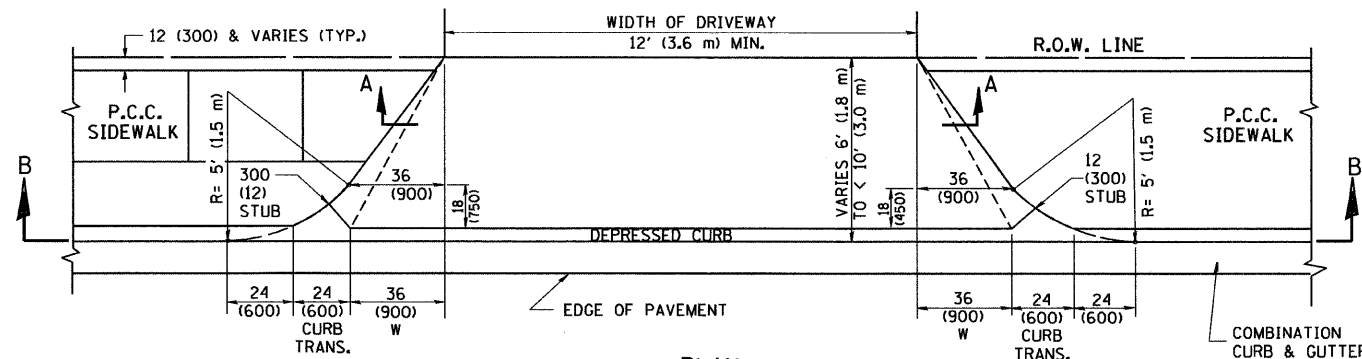 WIDTH OF DRIVEWAY
12' (3.6 m) MIN.
12 (300) & VARIES (TYP.)
R.O.W. LINE
A
A
P.C.C.
SIDEWALK
R= 5' (1.5 m)
300
(12)
STUB
36
(900)
18
(750)
VARIES 6' (1.8 m)
TO < 10' (3.0 m)
36
(900)
18
(450)
12
(300)
STUB
R= 5' (1.5 m)
P.C.C.
SIDEWALK
B
B
DEPRESSED CURB
24
(600)
24
(600)
CURB
TRANS.
36
(900)
W
EDGE OF PAVEMENT
36
(900)
W
24
(600)
CURB
TRANS.
24
(600)
COMBINATION
CURB & GUTTER